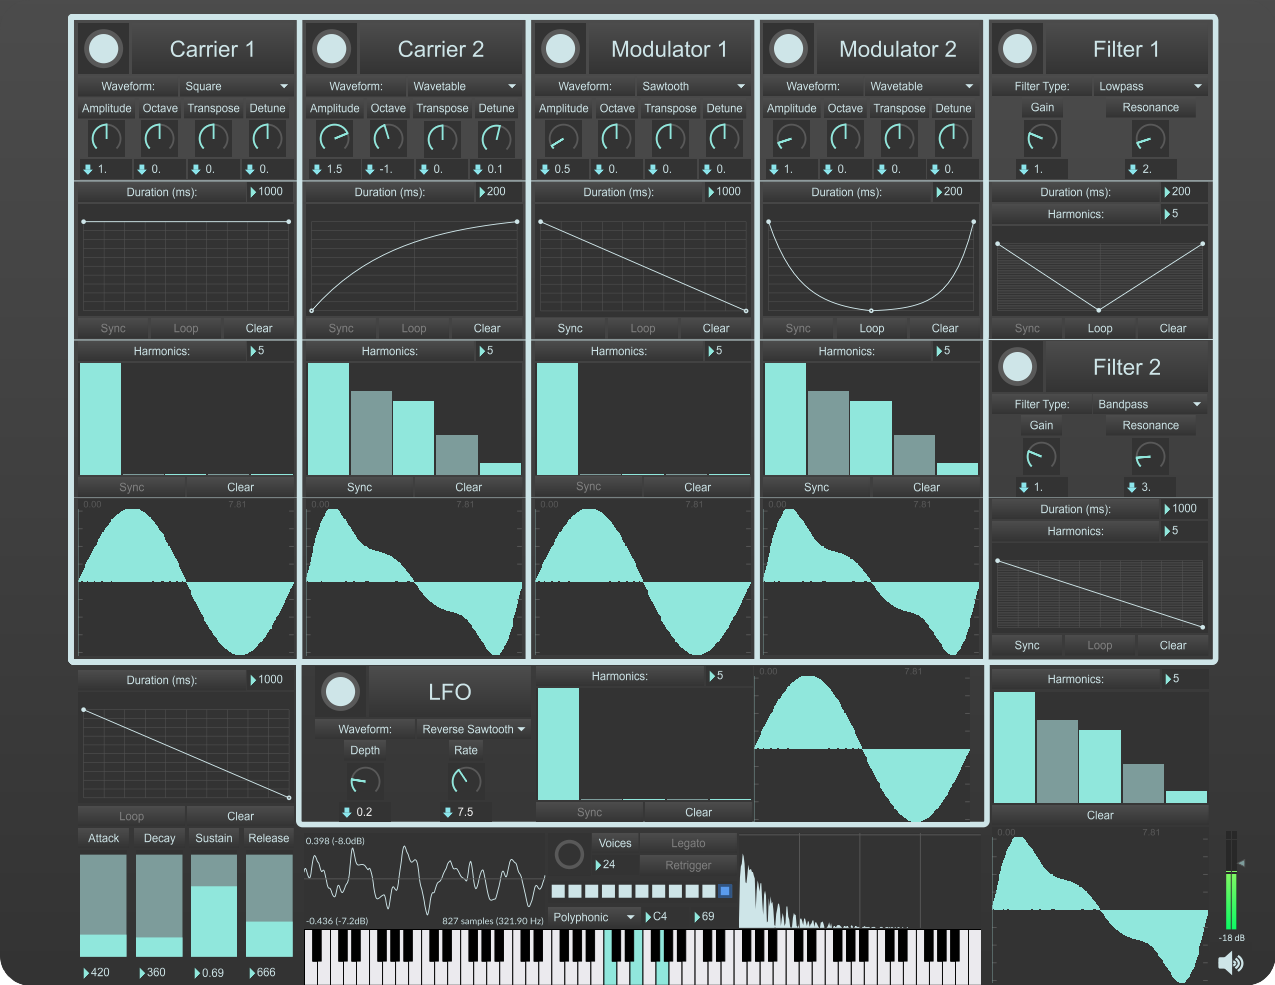 Carrier 1
Carrier 2
Modulator 1
Modulator 2
Filter 1
Waveform: Square
Waveform: Wavetable
Waveform: Sawtooth
Waveform: Wavetable
Filter Type: Lowpass
Amplitude Octave Transpose Detune
Amplitude Octave Transpose Detune
Amplitude Octave Transpose Detune
Amplitude Octave Transpose Detune
Gain Resonance
1. 0. 0. 0.
1.5 -1. 0. 0.1
0.5 0. 0. 0.
1. 0. 0. 0.
1. 2.
Duration (ms): 1000
Duration (ms): 200
Duration (ms): 1000
Duration (ms): 200
Duration (ms): 200
Harmonics: 5
Sync Loop Clear
Sync Loop Clear
Sync Loop Clear
Sync Loop Clear
Sync Loop Clear
Harmonics: 5
Harmonics: 5
Harmonics: 5
Harmonics: 5
Filter 2
Filter Type: Bandpass
Gain Resonance
1. 3.
Sync Clear
Sync Clear
Sync Clear
Sync Clear
0.00 7.81
0.00 7.81
0.00 7.81
0.00 7.81
Duration (ms): 1000
Harmonics: 5
Sync Loop Clear
Duration (ms): 1000
Loop Clear
Attack Decay Sustain Release
420 360 0.69 666
LFO
Waveform: Reverse Sawtooth
Depth Rate
0.2 7.5
Harmonics: 5
Sync Clear
0.00 7.81
Harmonics: 5
Clear
0.00 7.81
0.398 (-8.0dB)
-0.436 (-7.2dB) 827 samples (321.90 Hz)
Voices Legato
24 Retrigger
Polyphonic C4 69
-18 dB